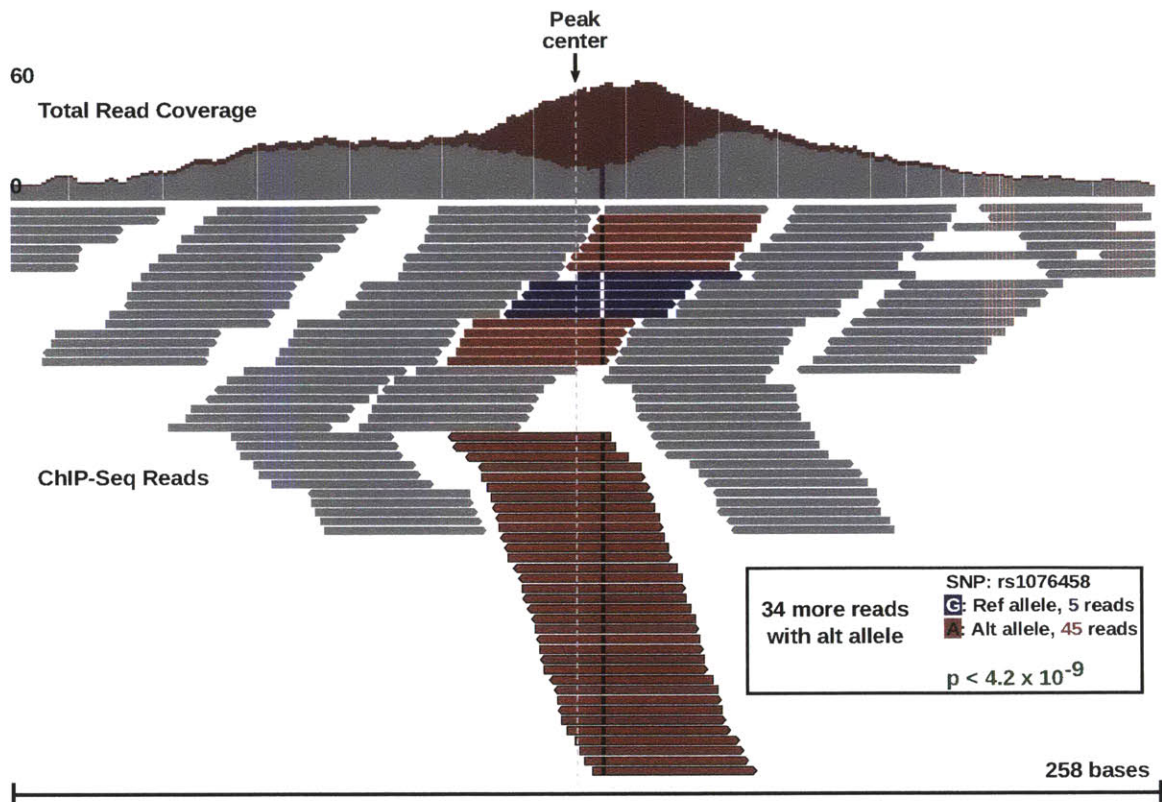 Peak
center
60
Total Read Coverage
0
ChIP-Seq Reads
34 more reads
with alt allele
SNP: rs1076458
G: Ref allele, 5 reads
A: Alt allele, 45 reads
p < 4.2 x 10^-9
258 bases